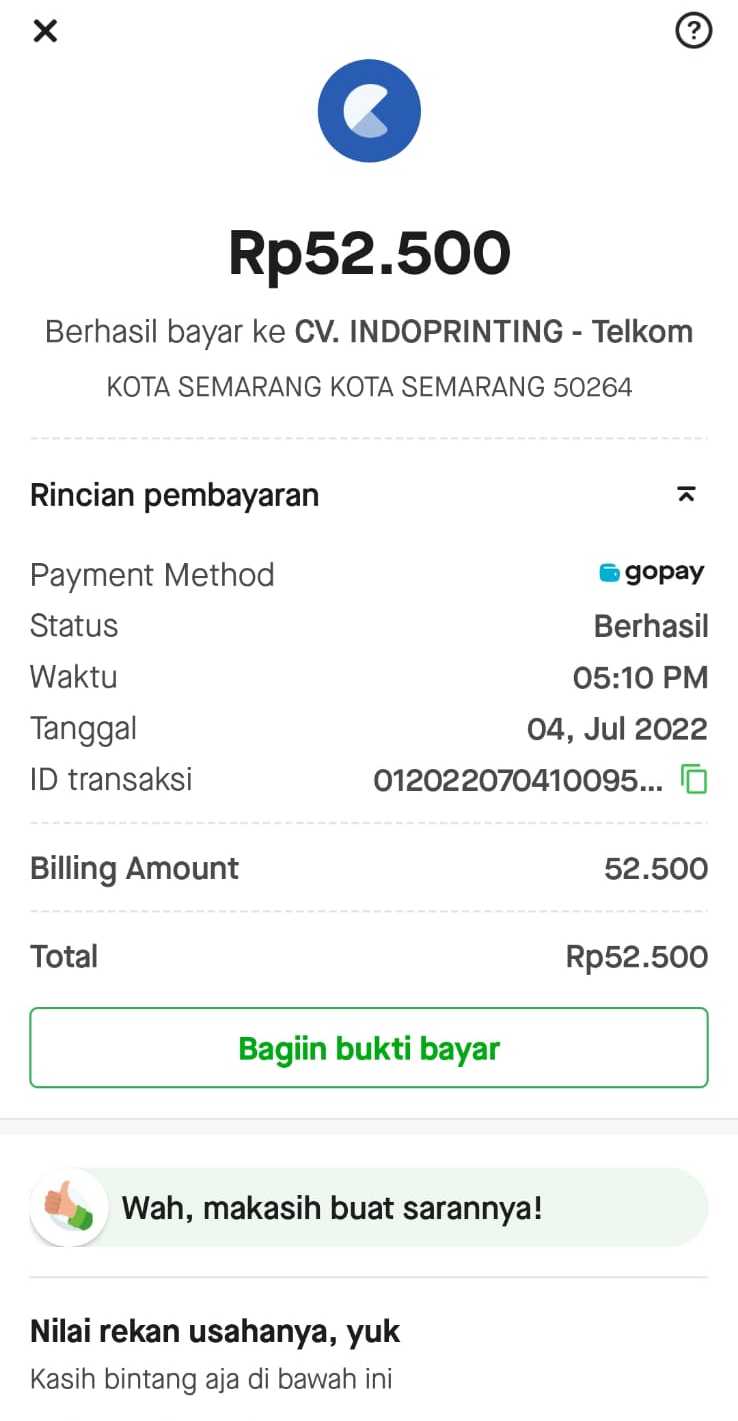 Rp52.500
Berhasil bayar ke CV. INDOPRINTING - Telkom
KOTA SEMARANG KOTA SEMARANG 50264
Rincian pembayaran
Payment Method gopay
Status Berhasil
Waktu 05:10 PM
Tanggal 04, Jul 2022
ID transaksi 012022070410095...
Billing Amount 52.500
Total Rp52.500
Bagiin bukti bayar
Wah, makasih buat sarannya!
Nilai rekan usahanya, yuk
Kasih bintang aja di bawah ini